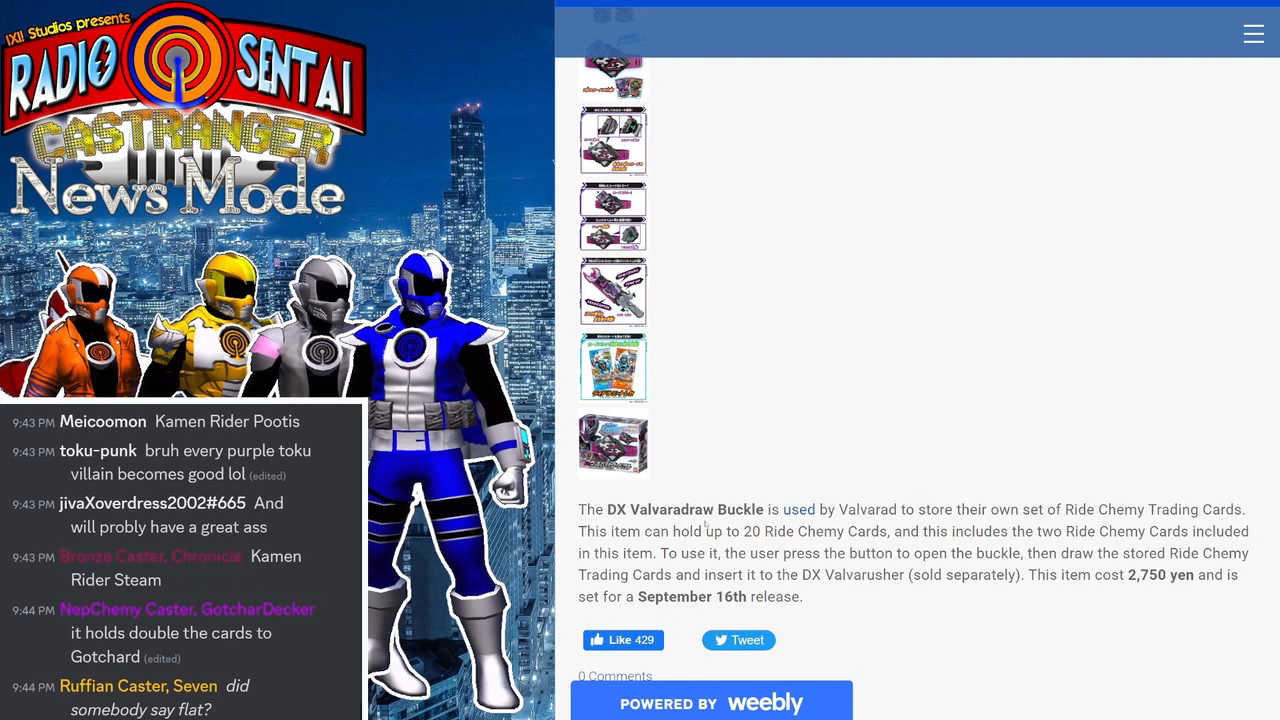 IXII Studios presents
RADIO SENTAI
CASTRANGER
News Mode
9:43 PM Meicoomon Kamen Rider Pootis
9:43 PM toku-punk bruh every purple toku
villain becomes good lol (edited)
9:43 PM jivaXoverdress2002#665 And
will probly have a great ass
9:43 PM Bronze Caster, Chronicle Kamen
Rider Steam
9:44 PM NepChemy Caster, GotcharDecker
it holds double the cards to
Gotchard (edited)
9:44 PM Ruffian Caster, Seven did
somebody say flat?
The DX Valvaradraw Buckle is used by Valvarad to store their own set of Ride Chemy Trading Cards.
This item can hold up to 20 Ride Chemy Cards, and this includes the two Ride Chemy Cards included
in this item. To use it, the user press the button to open the buckle, then draw the stored Ride Chemy
Trading Cards and insert it to the DX Valvarusher (sold separately). This item cost 2,750 yen and is
set for a September 16th release.
Like 429
Tweet
0 Comments
POWERED BY weebly